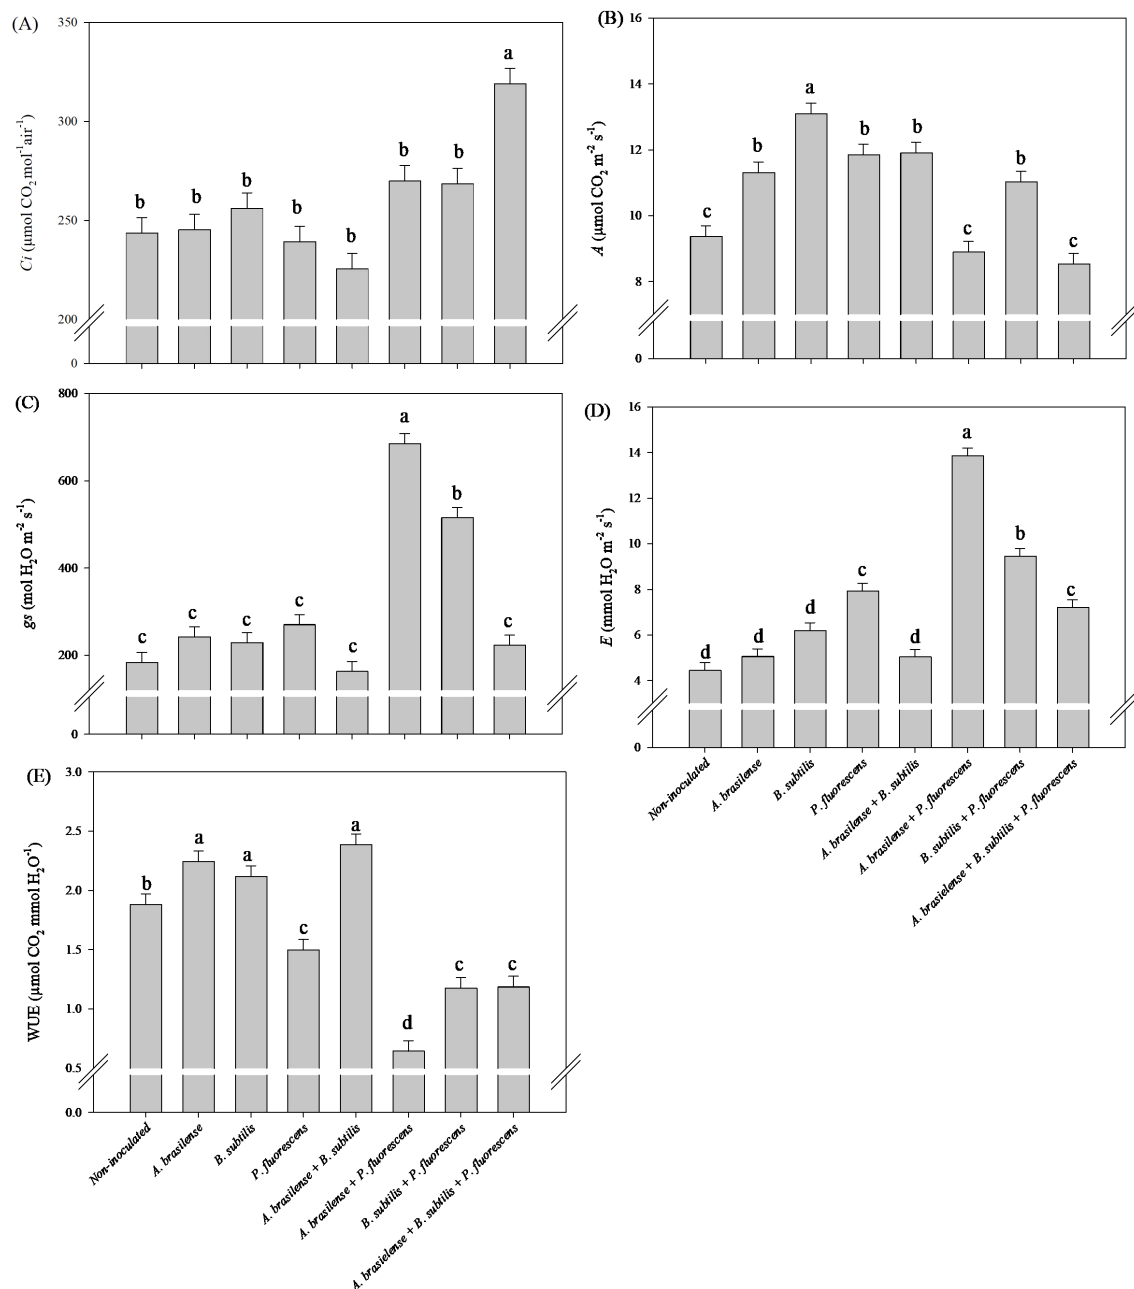 (A)
350
300
250
200
0
Ci (µmol CO₂ mol⁻¹air⁻¹)
b
b
b
b
b
b
b
a
(B)
16
14
12
10
8
0
A (µmol CO₂ m⁻² s⁻¹)
c
b
a
b
b
c
b
c
(C)
800
600
400
200
0
gs (mol H₂O m⁻² s⁻¹)
c
c
c
c
c
a
b
c
(D)
16
14
12
10
8
6
4
0
E (mmol H₂O m⁻² s⁻¹)
d
d
d
c
d
a
b
c
Non-inoculated
A. brasilense
B. subtilis
P. fluorescens
A. brasilense + B. subtilis
A. brasilense + P. fluorescens
B. subtilis + P. fluorescens
A. brasielense + B. subtilis + P. fluorescens
(E)
3.0
2.5
2.0
1.5
1.0
0.5
0.0
WUE (µmol CO₂ mmol H₂O⁻¹)
b
a
a
c
a
d
c
c
Non-inoculated
A. brasilense
B. subtilis
P. fluorescens
A. brasilense + B. subtilis
A. brasilense + P. fluorescens
B. subtilis + P. fluorescens
A. brasielense + B. subtilis + P. fluorescens